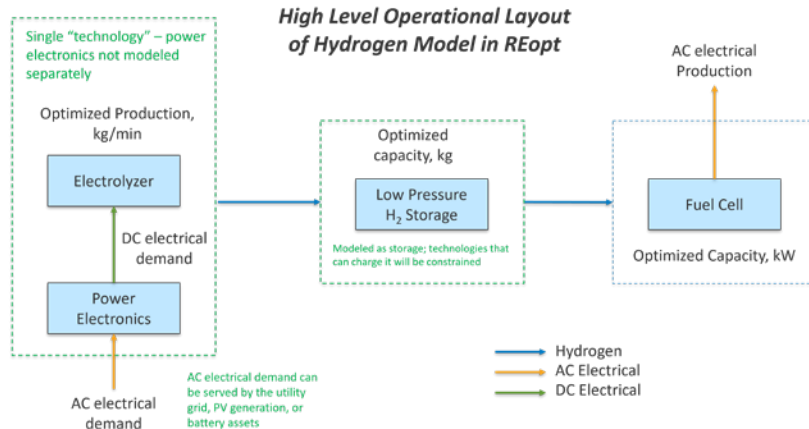 High Level Operational Layout
of Hydrogen Model in REopt
Single “technology” – power
electronics not modeled
separately
Optimized Production,
kg/min
Electrolyzer
DC electrical
demand
Power
Electronics
AC electrical
demand
AC electrical demand can
be served by the utility
grid, PV generation, or
battery assets
Optimized
capacity, kg
Low Pressure
H₂ Storage
Modeled as storage; technologies that
can charge it will be constrained
AC electrical
Production
Fuel Cell
Optimized Capacity, kW
Hydrogen
AC Electrical
DC Electrical